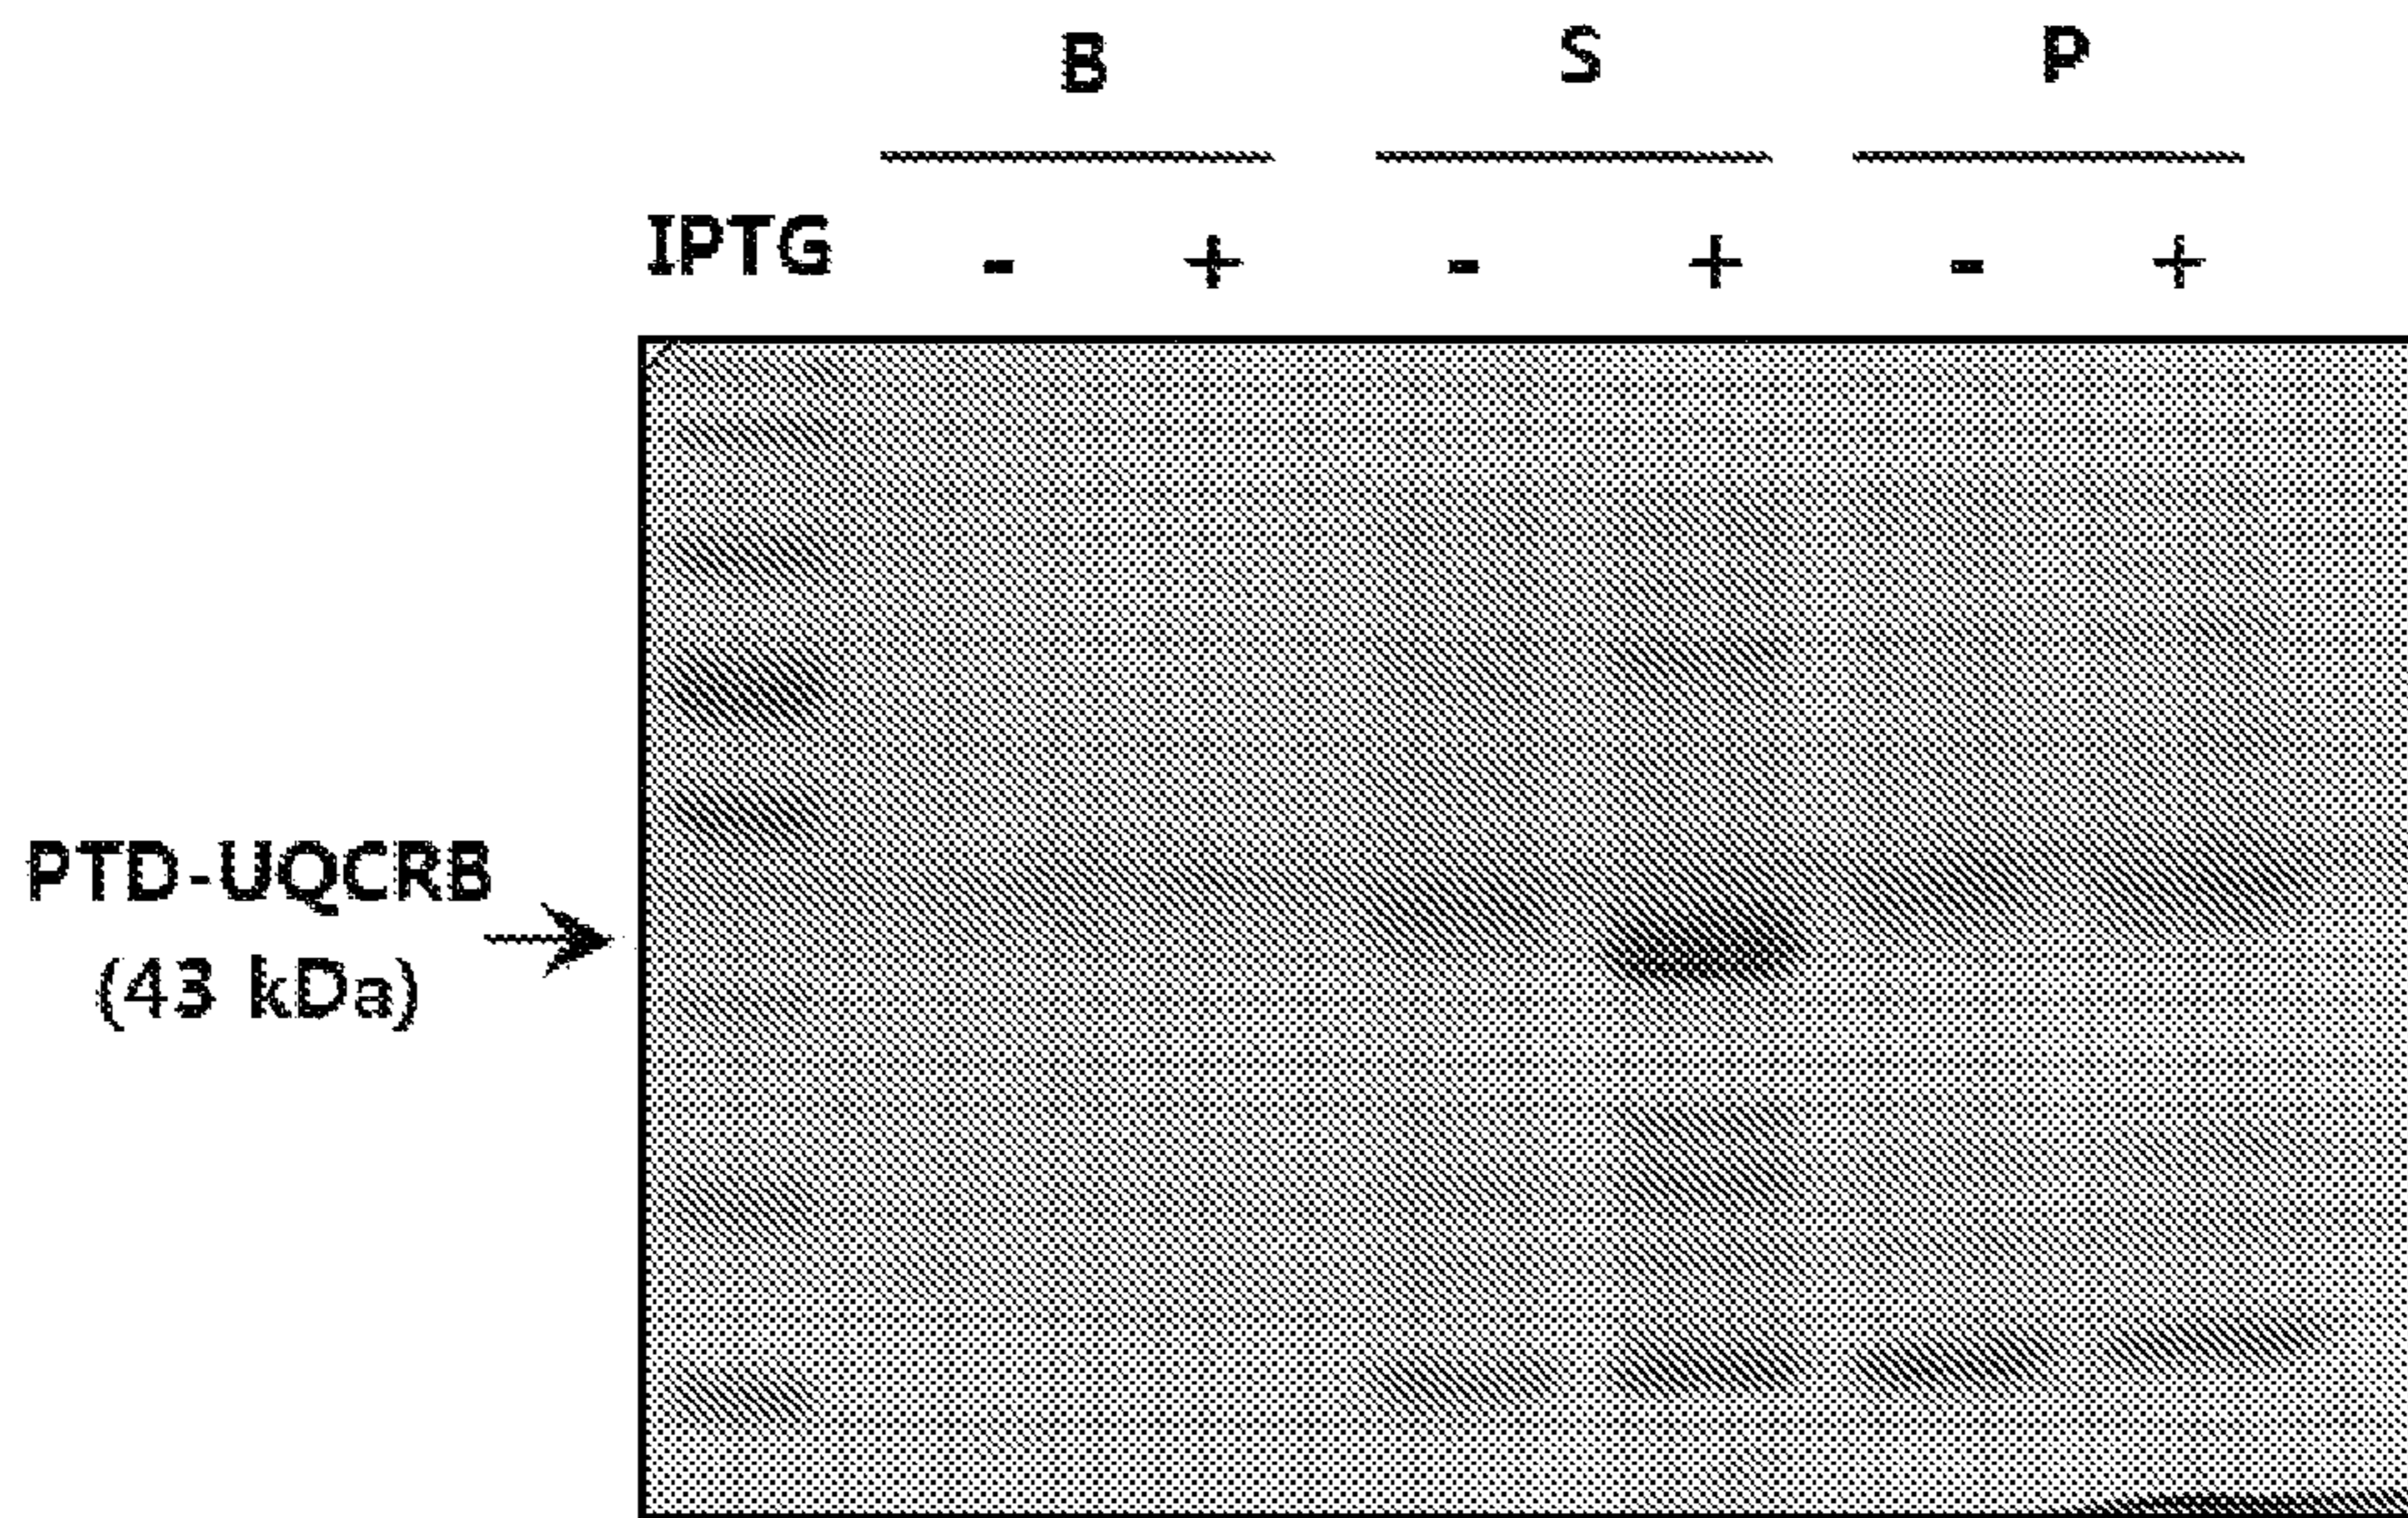 B S P
IPTG - + - + - +
PTD-UQCRB
(43 kDa)